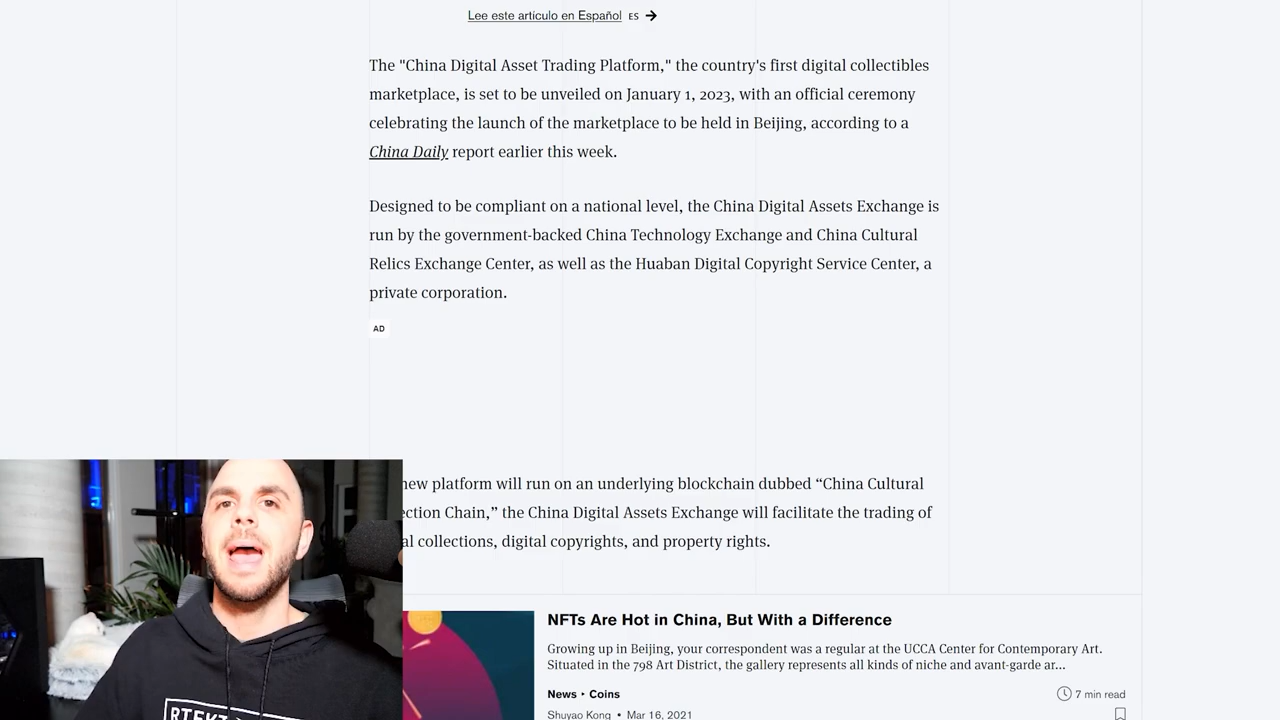 Lee este artículo en Español ES →
The "China Digital Asset Trading Platform," the country's first digital collectibles
marketplace, is set to be unveiled on January 1, 2023, with an official ceremony
celebrating the launch of the marketplace to be held in Beijing, according to a
China Daily report earlier this week.
Designed to be compliant on a national level, the China Digital Assets Exchange is
run by the government-backed China Technology Exchange and China Cultural
Relics Exchange Center, as well as the Huaban Digital Copyright Service Center, a
private corporation.
AD
new platform will run on an underlying blockchain dubbed “China Cultural
Chain,” the China Digital Assets Exchange will facilitate the trading of
collections, digital copyrights, and property rights.
NFTs Are Hot in China, But With a Difference
Growing up in Beijing, your correspondent was a regular at the UCCA Center for Contemporary Art.
Situated in the 798 Art District, the gallery represents all kinds of niche and avant-garde ar...
News ‣ Coins
7 min read
Shuyao Kong • Mar 16, 2021